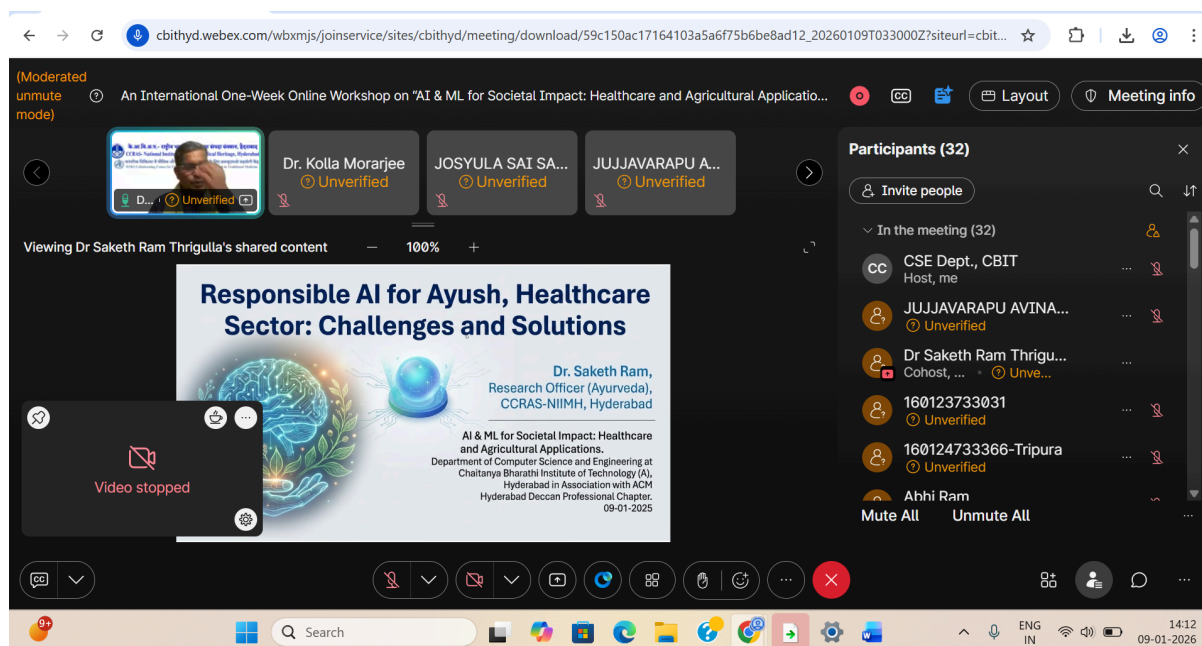 cbithyd.webex.com/wbxmjs/joinservice/sites/cbithyd/meeting/download/59c150ac17164103a5a6f75b6be8ad12_20260109T033000Z?siteurl=cbit...
(Moderated
unmute
mode)
An International One-Week Online Workshop on “AI & ML for Societal Impact: Healthcare and Agricultural Applicatio...
CC
Layout
Meeting info
D...
Unverified
Dr. Kolla Morarjee
Unverified
JOSYULA SAI SA...
Unverified
JUJJAVARAPU A...
Unverified
Viewing Dr Saketh Ram Thrigulla's shared content
100%
Responsible AI for Ayush, Healthcare
Sector: Challenges and Solutions
Dr. Saketh Ram,
Research Officer (Ayurveda),
CCRAS-NIIMH, Hyderabad
AI & ML for Societal Impact: Healthcare
and Agricultural Applications.
Department of Computer Science and Engineering at
Chaitanya Bharathi Institute of Technology (A),
Hyderabad in Association with ACM
Hyderabad Deccan Professional Chapter.
09-01-2025
Video stopped
Participants (32)
Invite people
In the meeting (32)
CC
CSE Dept., CBIT
Host, me
JUJJAVARAPU AVINA...
Unverified
Dr Saketh Ram Thrigu...
Cohost, ...
Unve...
160123733031
Unverified
160124733366-Tripura
Unverified
Abhi Ram
Mute All
Unmute All
CC
9+
Search
ENG
IN
14:12
09-01-2026